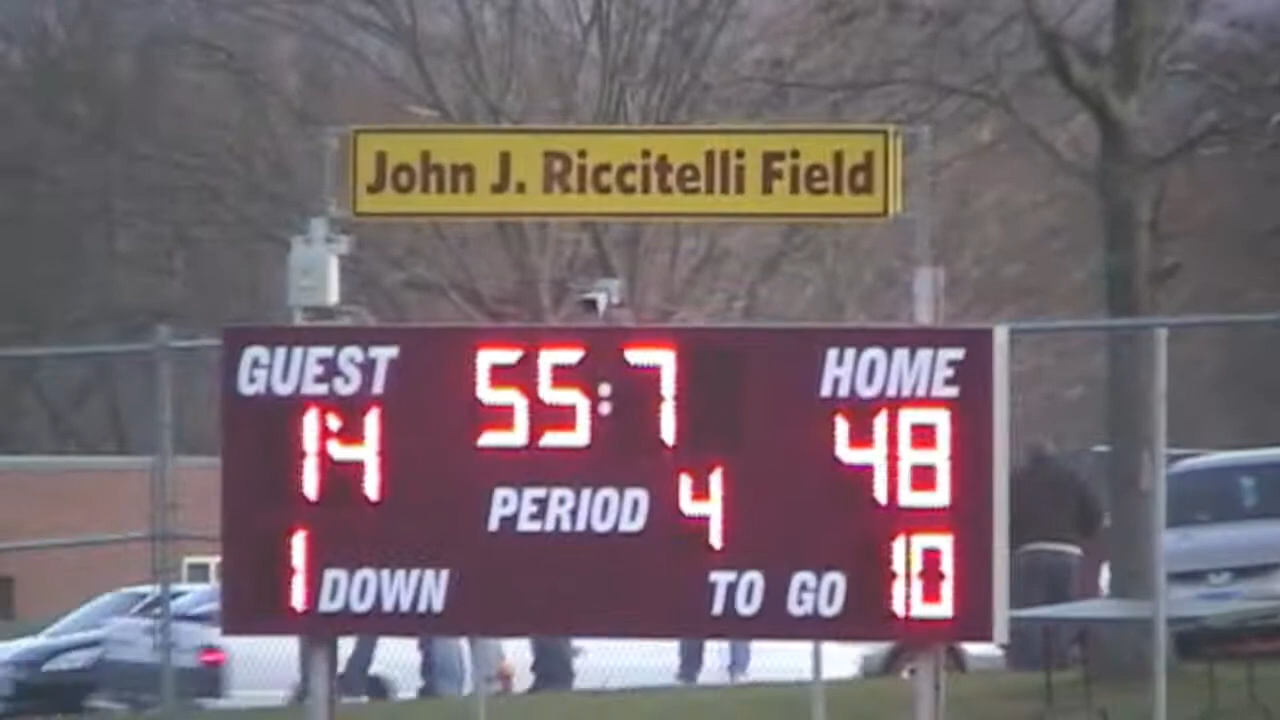 John J. Riccitelli Field
GUEST 55:7 HOME
14 48
PERIOD 4
1 DOWN TO GO 10